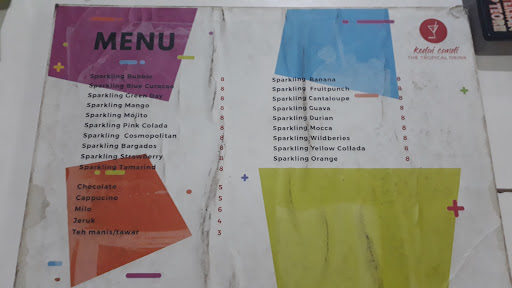 MENU
Sparkling Bubble 8
Sparkling Blue Curacao 8
Sparkling Green Bay 8
Sparkling Mango 8
Sparkling Mojito 8
Sparkling Pink Colada 8
Sparkling Cosmopolitan 8
Sparkling Bargados 8
Sparkling Strawberry 8
Sparkling Tamarind 8
Chocolate 5
Cappucino 5
Milo 6
Jeruk 4
Teh manis/tawar 3
Kedai
THE TROPICAL DRINK
Sparkling Banana 8
Sparkling Fruitpunch 8
Sparkling Cantaloupe 8
Sparkling Guava 8
Sparkling Durian 8
Sparkling Mocca 8
Sparkling Wildberries 8
Sparkling Yellow Collada 8
Sparkling Orange 8